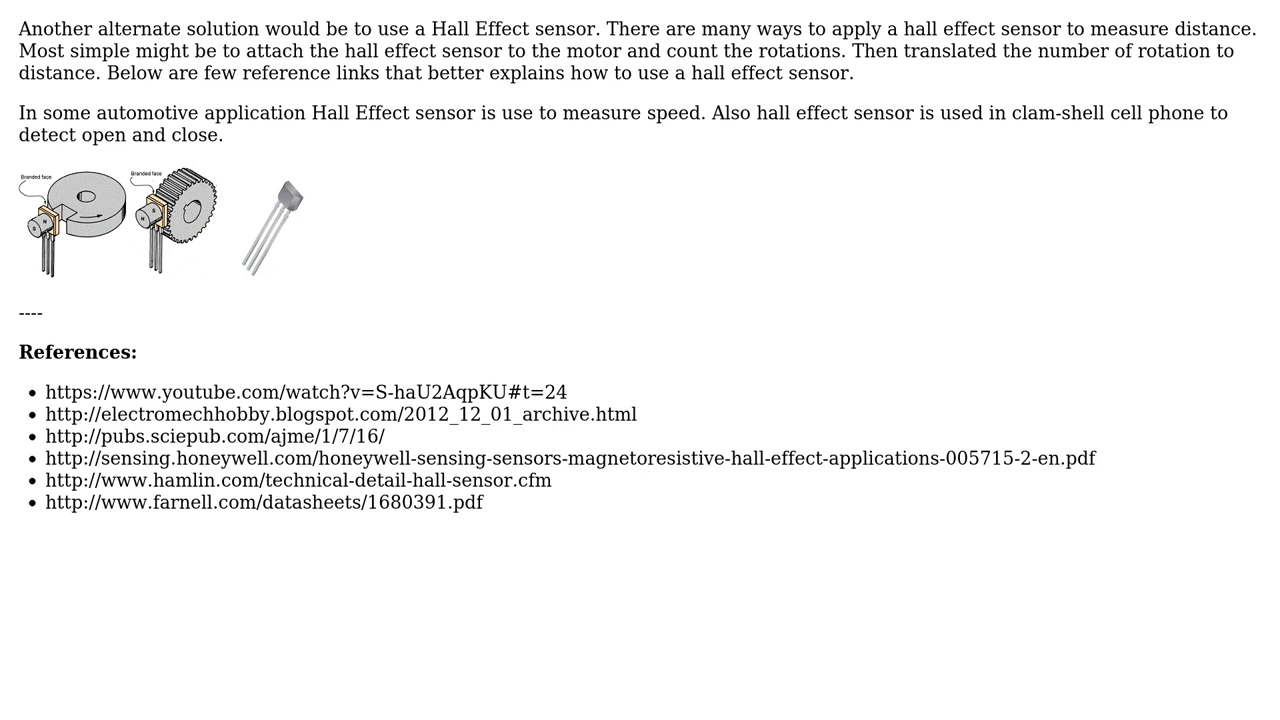 Another alternate solution would be to use a Hall Effect sensor. There are many ways to apply a hall effect sensor to measure distance.
Most simple might be to attach the hall effect sensor to the motor and count the rotations. Then translated the number of rotation to
distance. Below are few reference links that better explains how to use a hall effect sensor.
In some automotive application Hall Effect sensor is use to measure speed. Also hall effect sensor is used in clam-shell cell phone to
detect open and close.
Branded face
Branded face
S N
N S
----
References:
• https://www.youtube.com/watch?v=S-haU2AqpKU#t=24
• http://electromechhobby.blogspot.com/2012_12_01_archive.html
• http://pubs.sciepub.com/ajme/1/7/16/
• http://sensing.honeywell.com/honeywell-sensing-sensors-magnetoresistive-hall-effect-applications-005715-2-en.pdf
• http://www.hamlin.com/technical-detail-hall-sensor.cfm
• http://www.farnell.com/datasheets/1680391.pdf